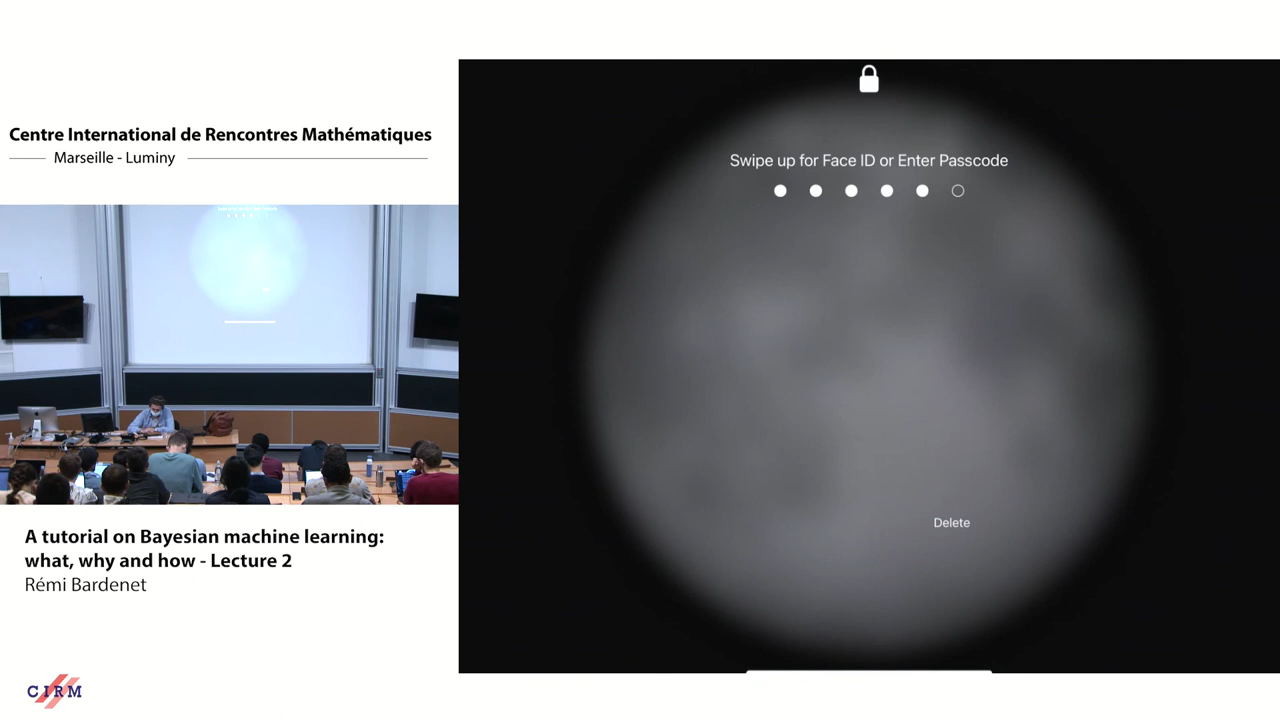 Centre International de Rencontres Mathématiques
Marseille - Luminy
Swipe up for Face ID or Enter Passcode
Delete
A tutorial on Bayesian machine learning:
what, why and how - Lecture 2
Rémi Bardenet
CIRM